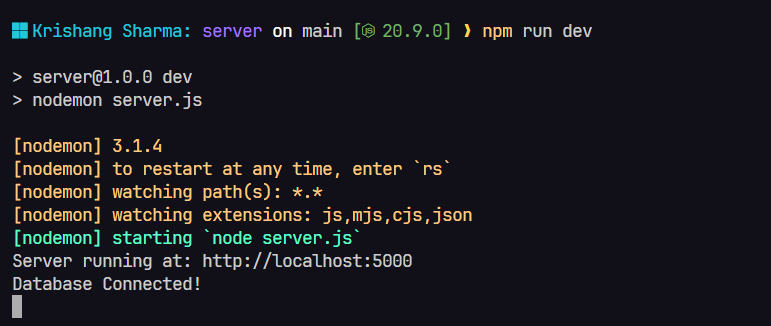 Krishang Sharma: server on main [ 20.9.0] ❯ npm run dev
> server@1.0.0 dev
> nodemon server.js
[nodemon] 3.1.4
[nodemon] to restart at any time, enter `rs`
[nodemon] watching path(s): *.*
[nodemon] watching extensions: js,mjs,cjs,json
[nodemon] starting `node server.js`
Server running at: http://localhost:5000
Database Connected!